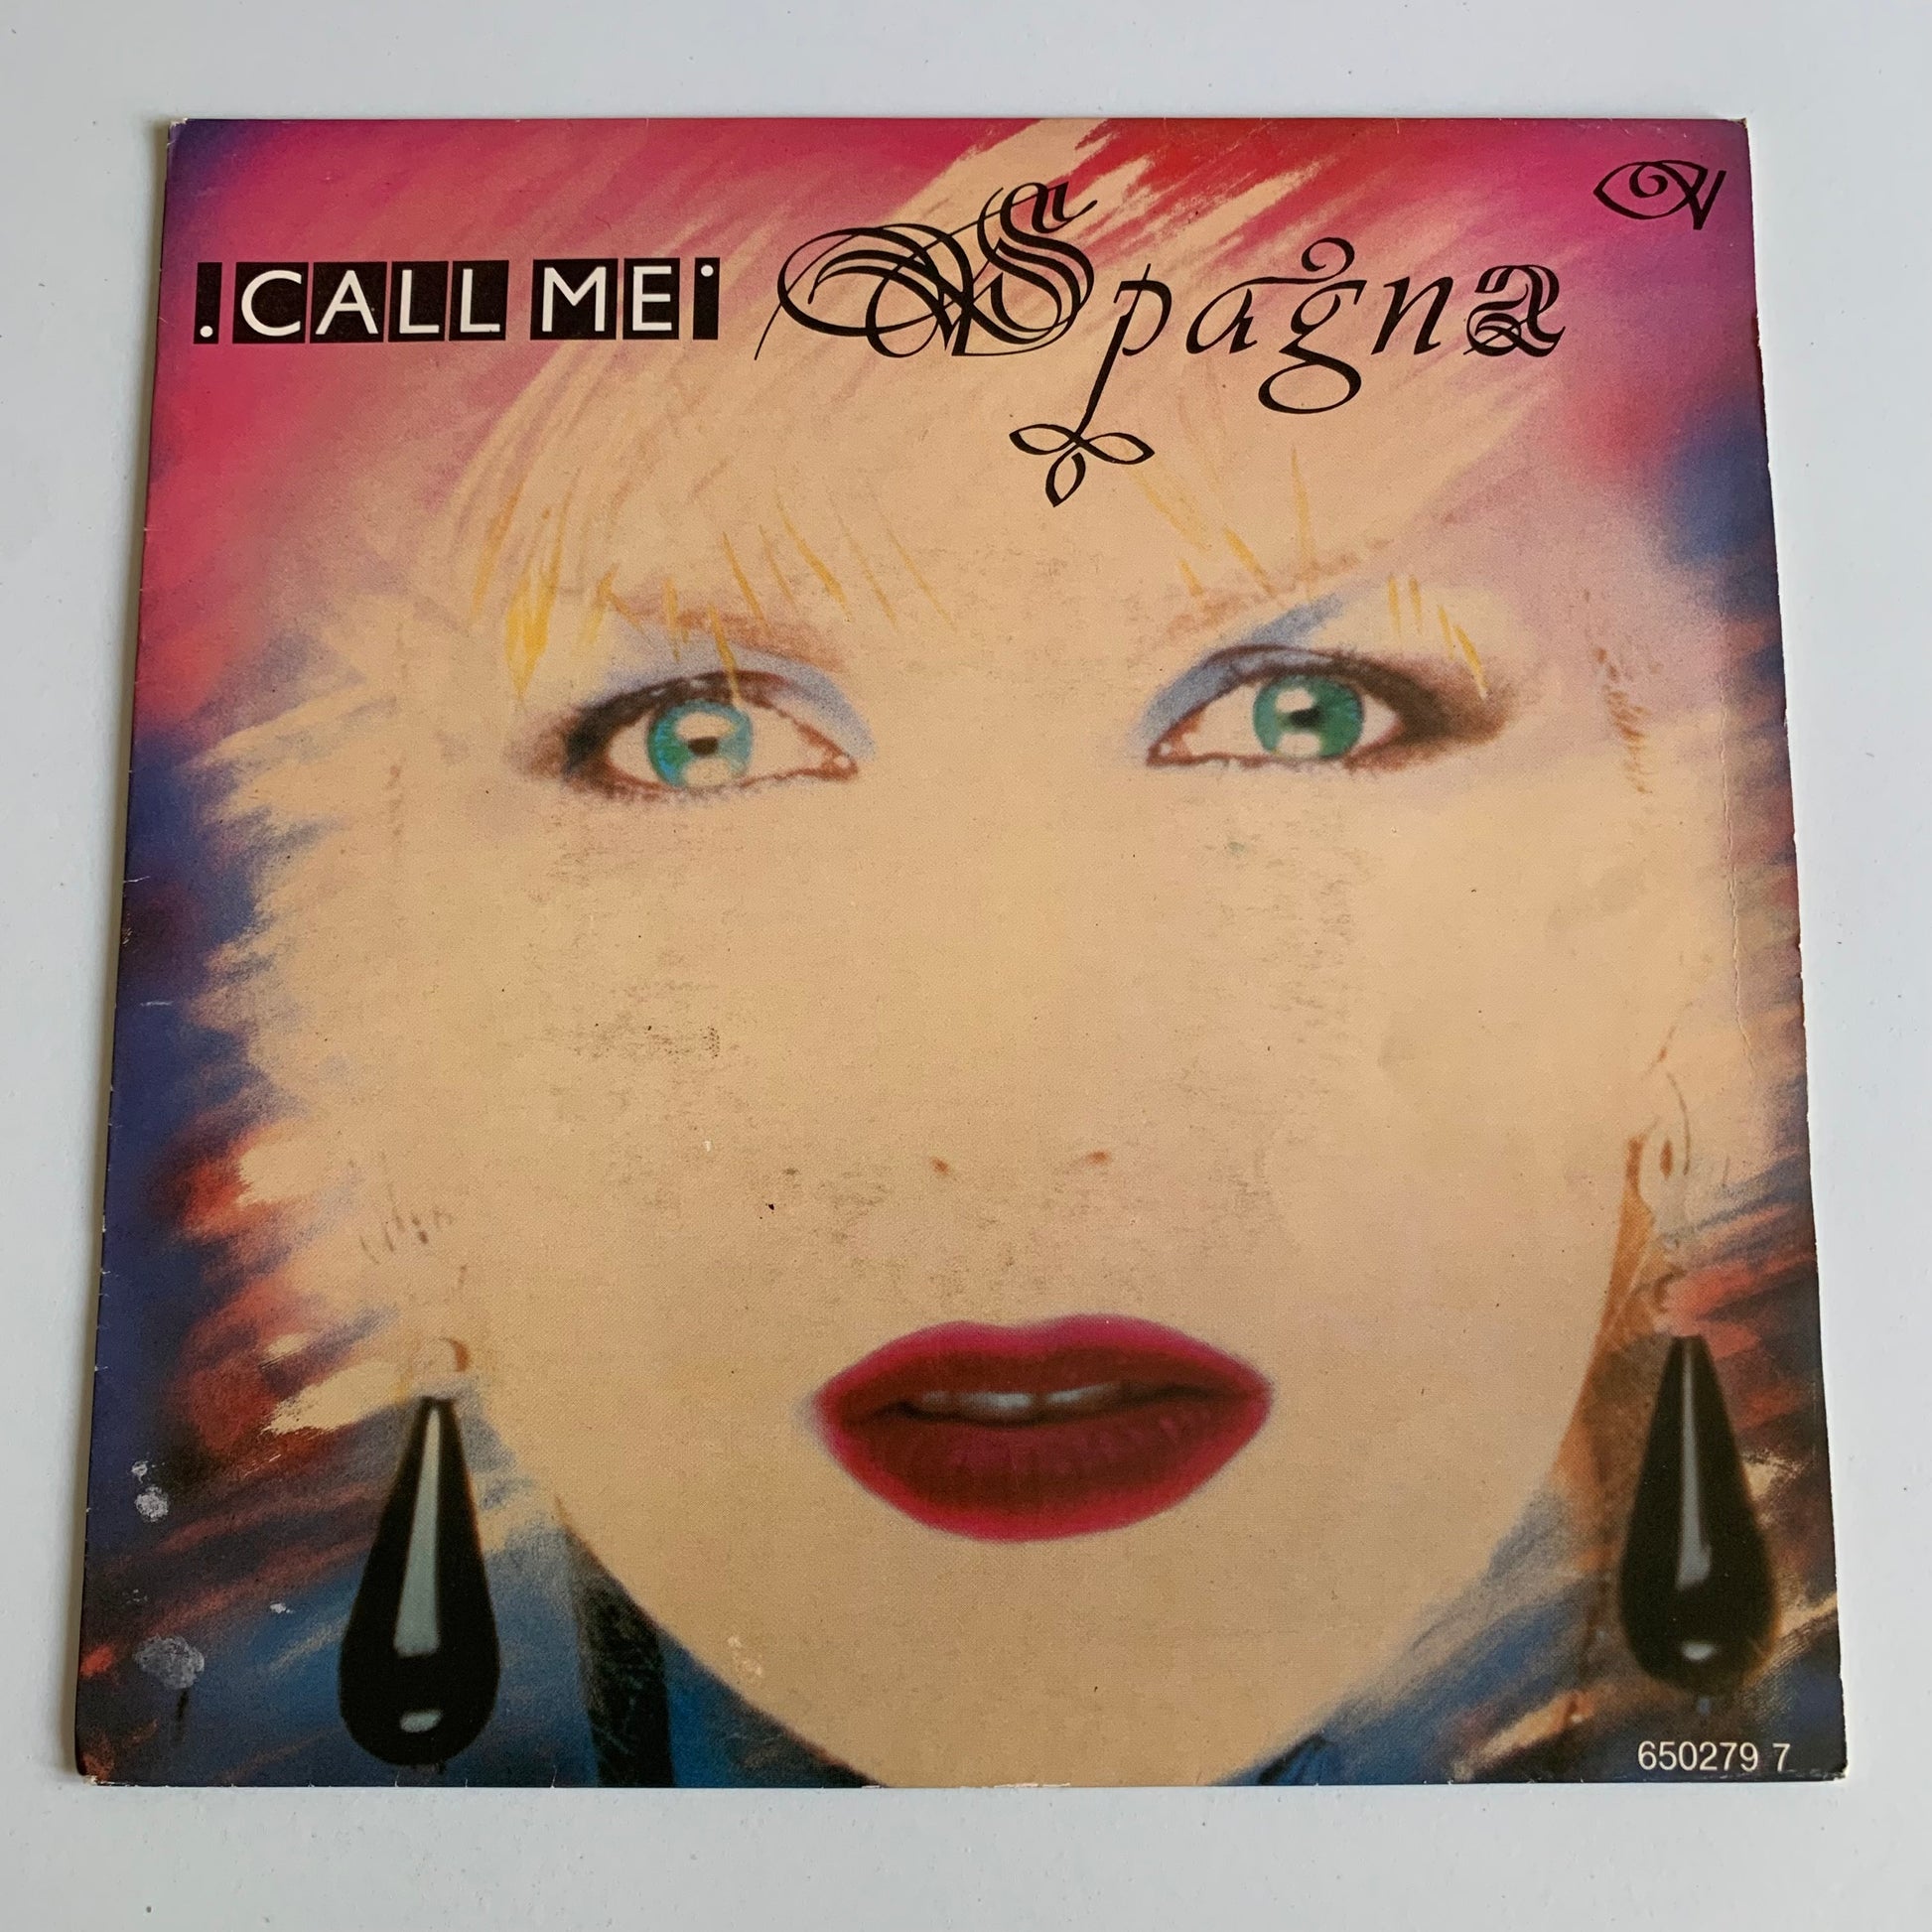 .CALL ME·
Spagna
650279 7